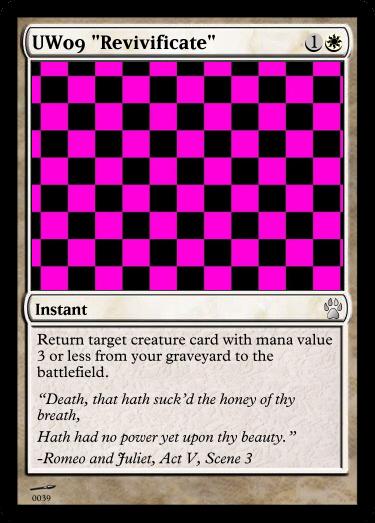 UW09 "Revivificate" 1
Instant
Return target creature card with mana value
3 or less from your graveyard to the
battlefield.
“Death, that hath suck’d the honey of thy
breath,
Hath had no power yet upon thy beauty.”
-Romeo and Juliet, Act V, Scene 3
0039